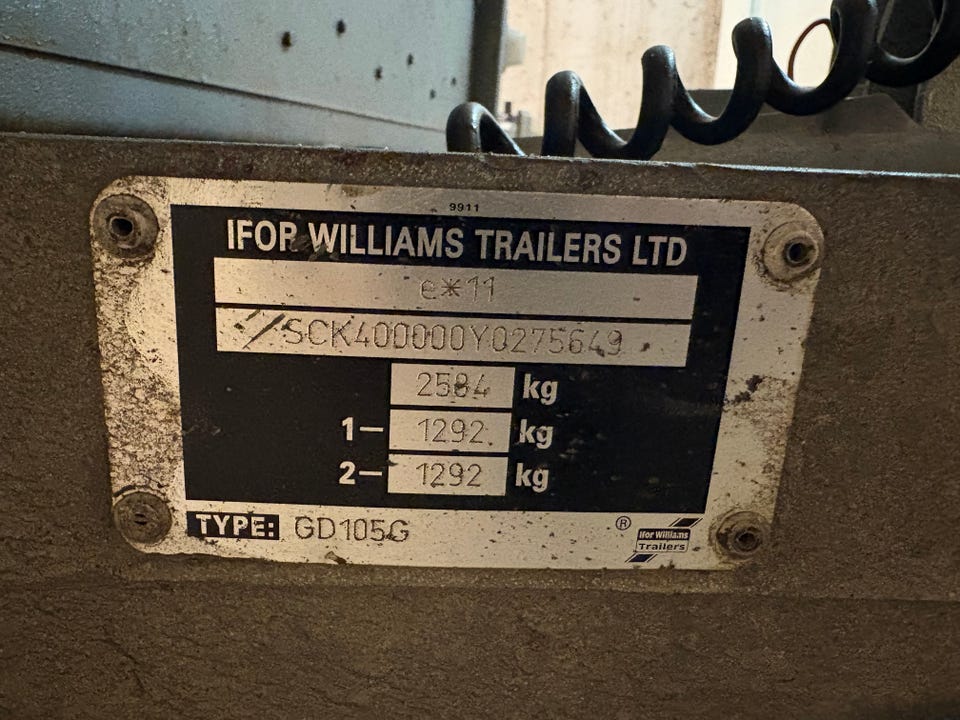 9911
IFOR WILLIAMS TRAILERS LTD
e*11
/SCK400000Y0275649
2584 kg
1– 1292 kg
2– 1292 kg
TYPE: GD105G
®
Ifor Williams
Trailers